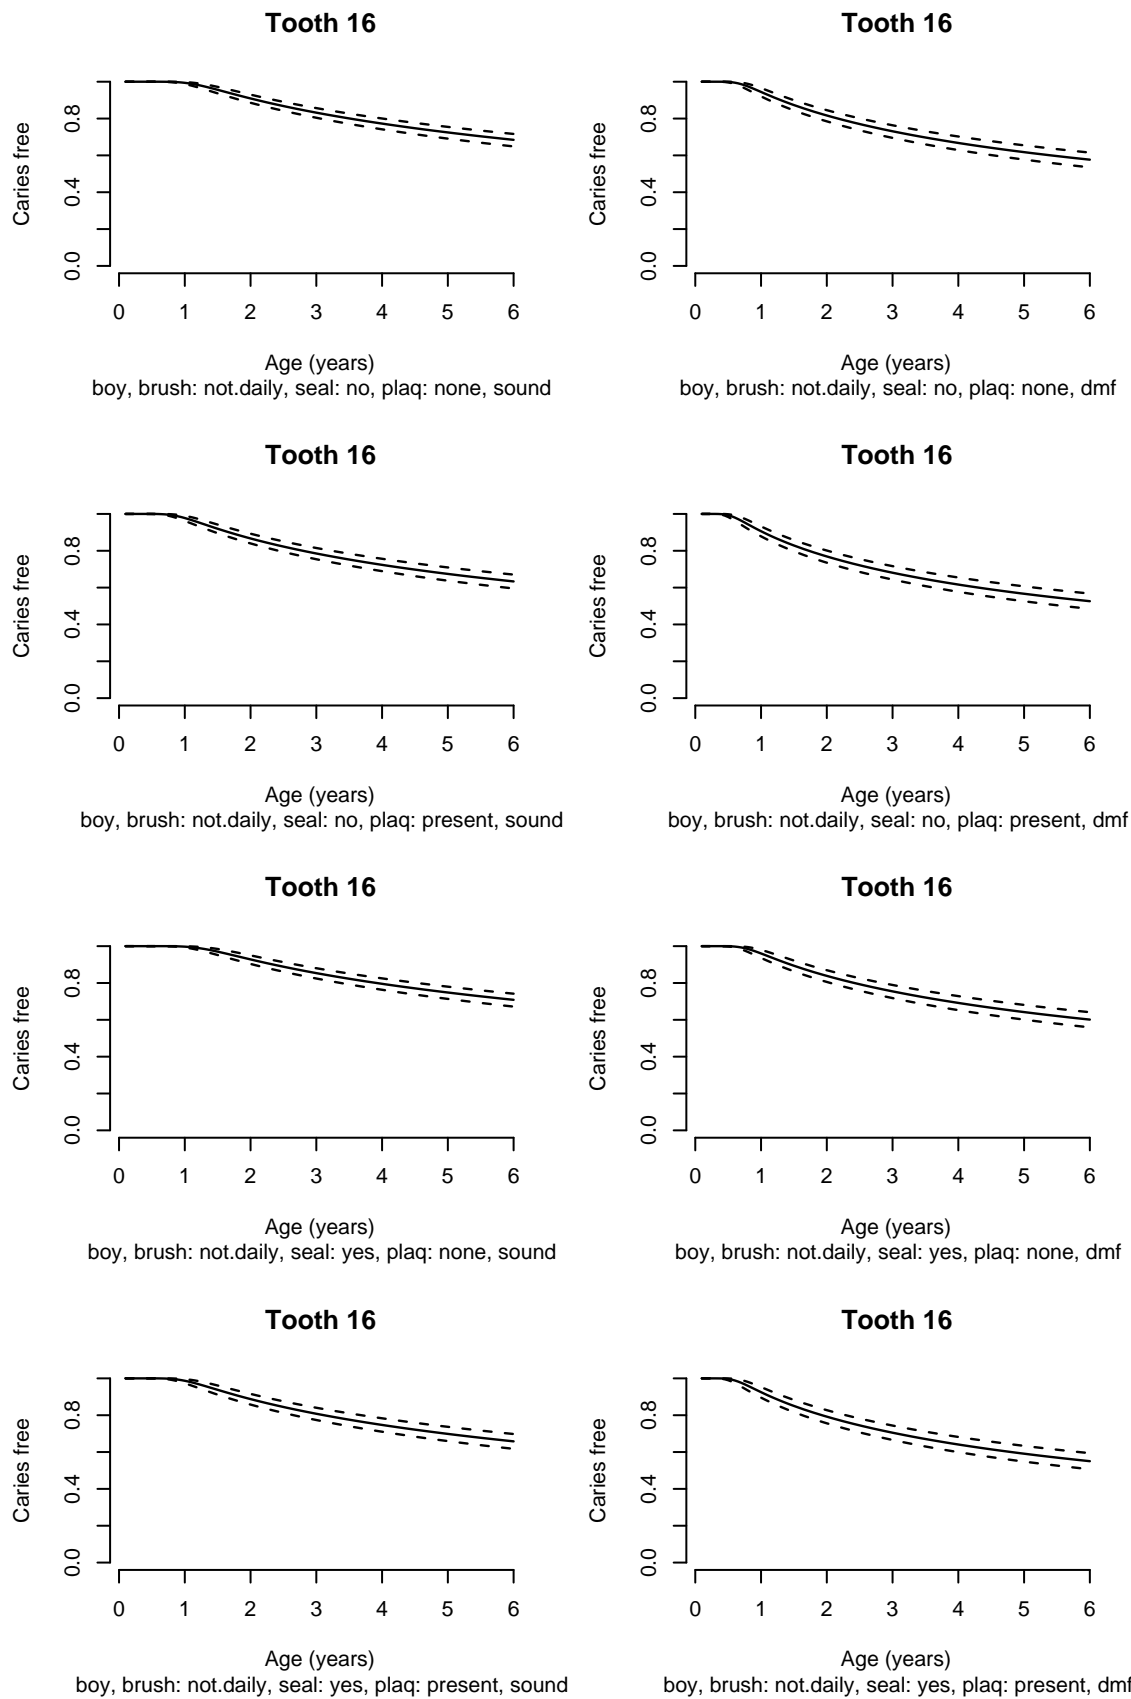 Tooth 16
Caries free
0.0 0.4 0.8
0 1 2 3 4 5 6
Age (years)
boy, brush: not.daily, seal: no, plaq: none, sound
Tooth 16
Caries free
0.0 0.4 0.8
0 1 2 3 4 5 6
Age (years)
boy, brush: not.daily, seal: no, plaq: none, dmf
Tooth 16
Caries free
0.0 0.4 0.8
0 1 2 3 4 5 6
Age (years)
boy, brush: not.daily, seal: no, plaq: present, sound
Tooth 16
Caries free
0.0 0.4 0.8
0 1 2 3 4 5 6
Age (years)
boy, brush: not.daily, seal: no, plaq: present, dmf
Tooth 16
Caries free
0.0 0.4 0.8
0 1 2 3 4 5 6
Age (years)
boy, brush: not.daily, seal: yes, plaq: none, sound
Tooth 16
Caries free
0.0 0.4 0.8
0 1 2 3 4 5 6
Age (years)
boy, brush: not.daily, seal: yes, plaq: none, dmf
Tooth 16
Caries free
0.0 0.4 0.8
0 1 2 3 4 5 6
Age (years)
boy, brush: not.daily, seal: yes, plaq: present, sound
Tooth 16
Caries free
0.0 0.4 0.8
0 1 2 3 4 5 6
Age (years)
boy, brush: not.daily, seal: yes, plaq: present, dmf